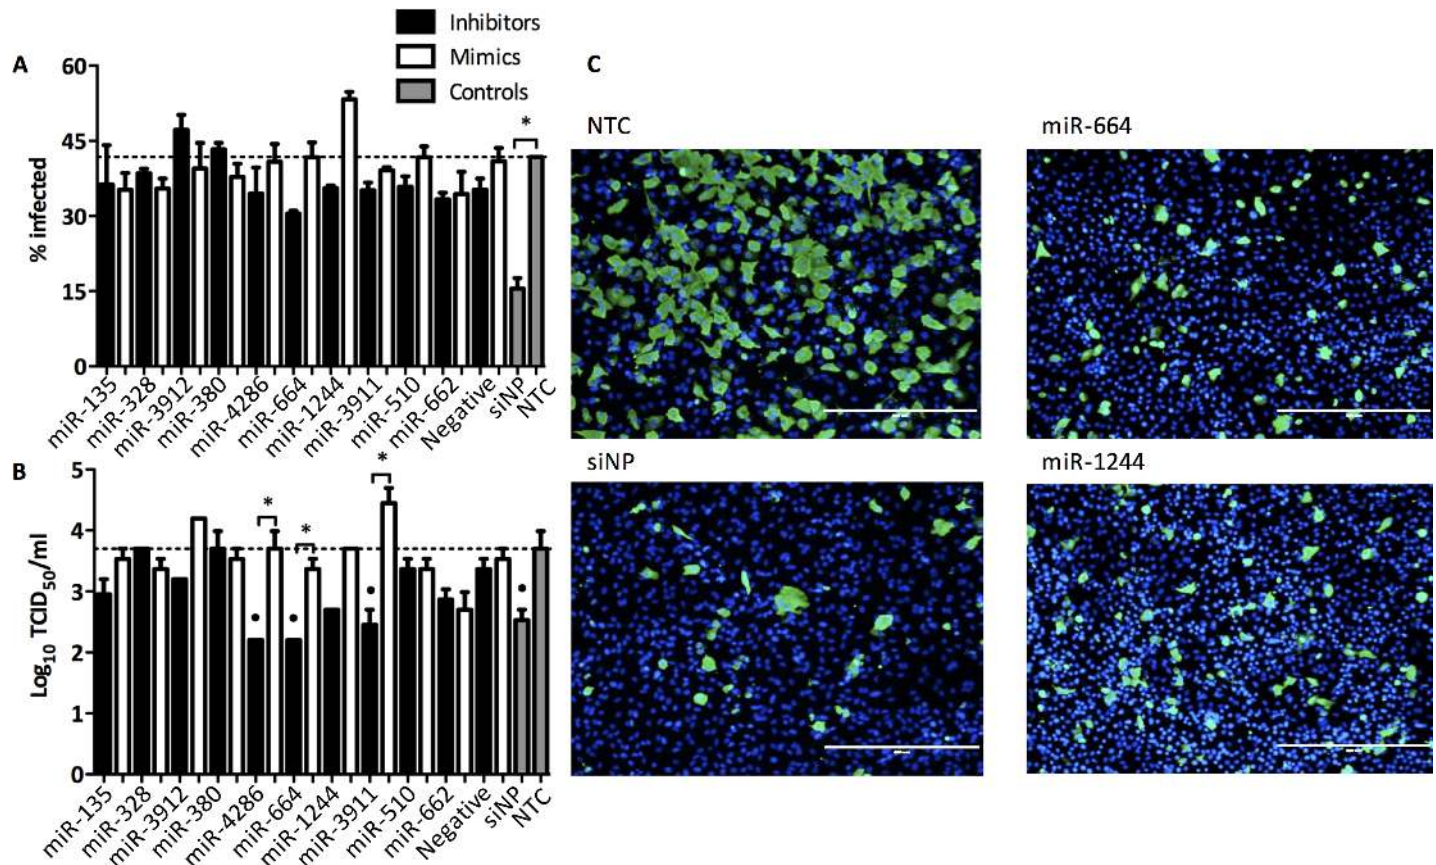 Inhibitors
Mimics
Controls
A
60
45
30
15
0
% infected
*
miR-135
miR-328
miR-3912
miR-380
miR-4286
miR-664
miR-1244
miR-3911
miR-510
miR-662
Negative
siNP
NTC
B
5
4
3
2
1
0
Log10 TCID50/ml
*
*
*
miR-135
miR-328
miR-3912
miR-380
miR-4286
miR-664
miR-1244
miR-3911
miR-510
miR-662
Negative
siNP
NTC
C
NTC
miR-664
siNP
miR-1244